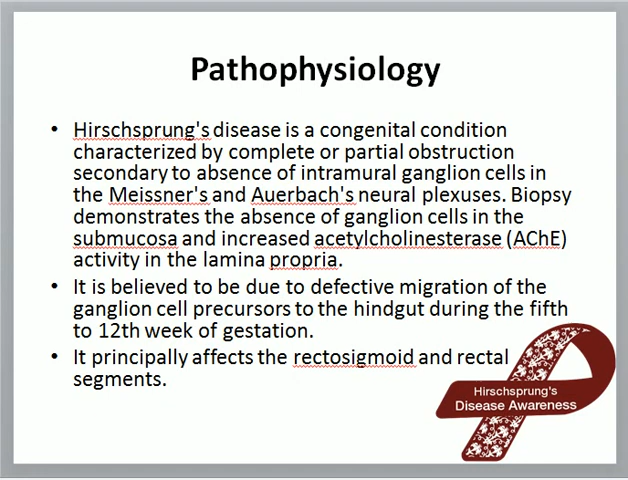 Pathophysiology
• Hirschsprung's disease is a congenital condition
characterized by complete or partial obstruction
secondary to absence of intramural ganglion cells in
the Meissner's and Auerbach's neural plexuses. Biopsy
demonstrates the absence of ganglion cells in the
submucosa and increased acetylcholinesterase (AChE)
activity in the lamina propria.
• It is believed to be due to defective migration of the
ganglion cell precursors to the hindgut during the fifth
to 12th week of gestation.
• It principally affects the rectosigmoid and rectal
segments.
Hirschsprung's
Disease Awareness